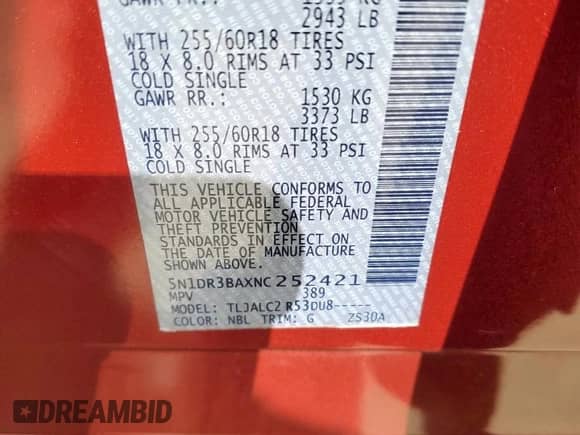 2943 LB
WITH 255/60R18 TIRES
18 X 8.0 RIMS AT 33 PSI
COLD SINGLE
GAWR RR.: 1530 KG
3373 LB
WITH 255/60R18 TIRES
18 X 8.0 RIMS AT 33 PSI
COLD SINGLE
THIS VEHICLE CONFORMS TO
ALL APPLICABLE FEDERAL
MOTOR VEHICLE SAFETY AND
THEFT PREVENTION
STANDARDS IN EFFECT ON
THE DATE OF MANUFACTURE
SHOWN ABOVE.
5N1DR3BAXNC252421
MPV 389
MODEL: TLJALC2 R53DU8-----
COLOR: NBL TRIM: G ZS30A
DREAMBID